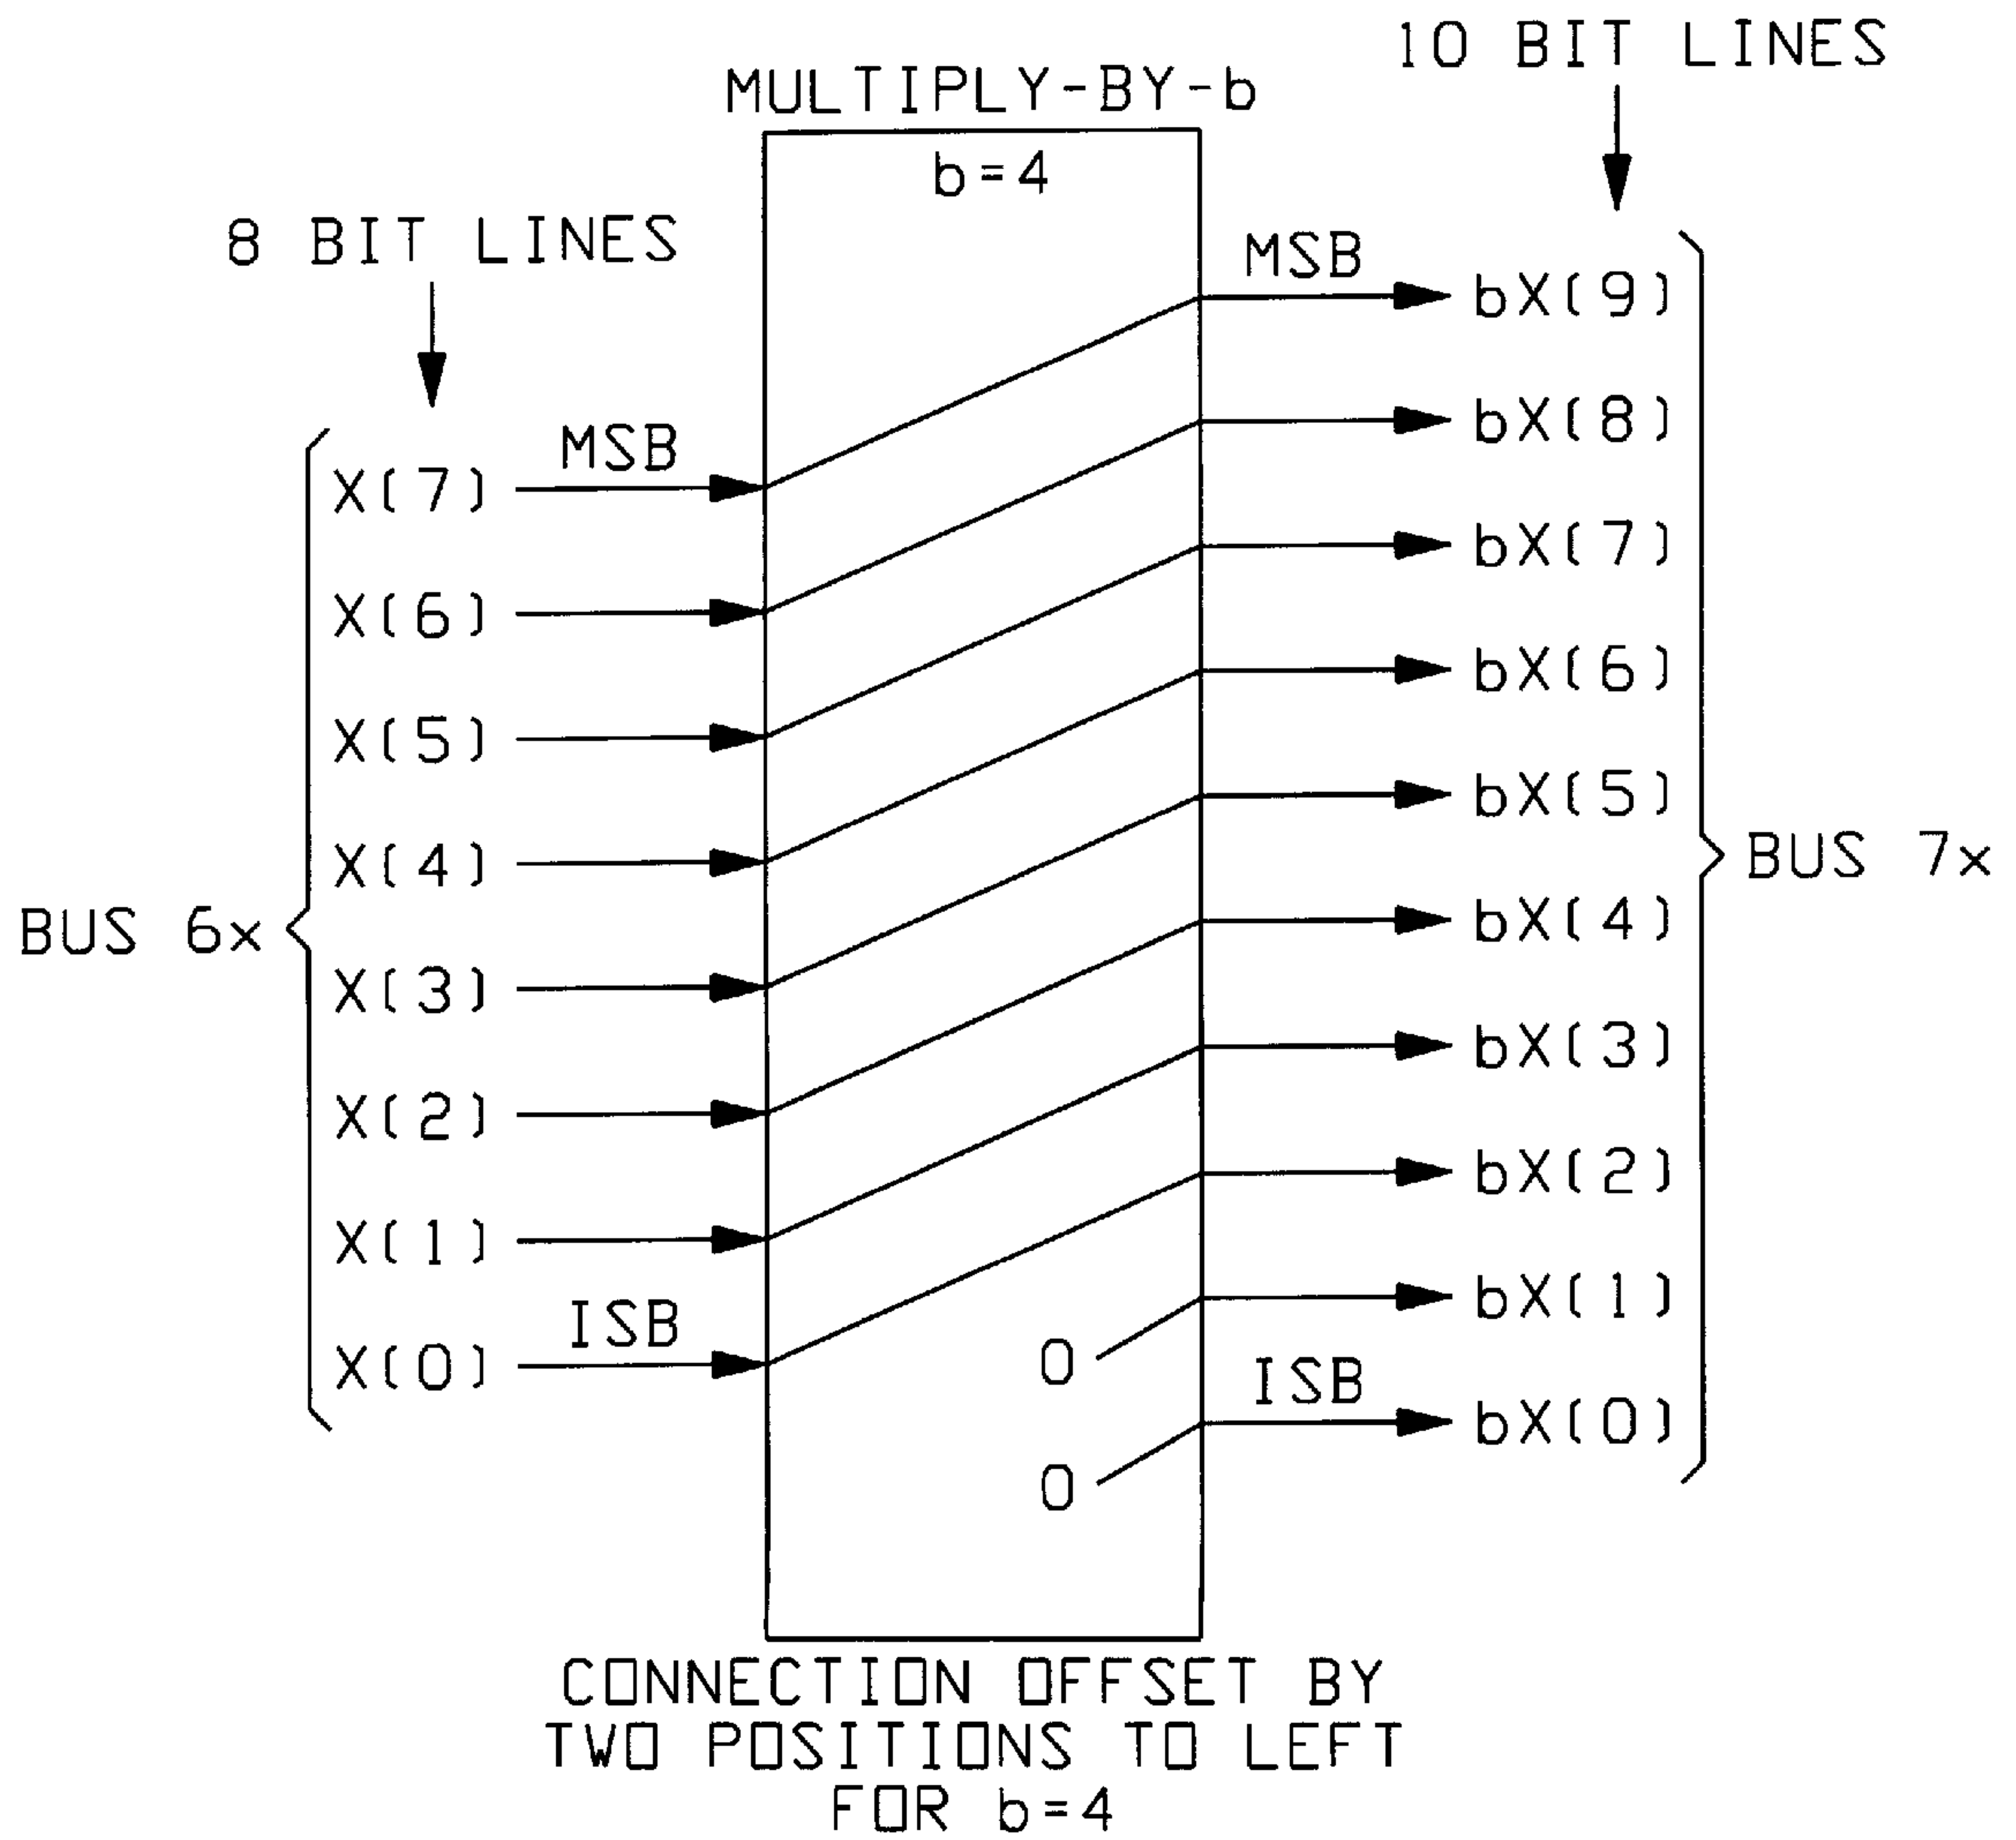 10 BIT LINES
MULTIPLY-BY-b
b=4
8 BIT LINES
MSB
bX(9)
bX(8)
MSB
X(7)
bX(7)
X(6)
bX(6)
X(5)
bX(5)
BUS 7x
X(4)
BUS 6x
bX(4)
X(3)
bX(3)
X(2)
bX(2)
X(1)
bX(1)
ISB
X(0)
0
ISB
bX(0)
0
CONNECTION OFFSET BY
TWO POSITIONS TO LEFT
FOR b=4